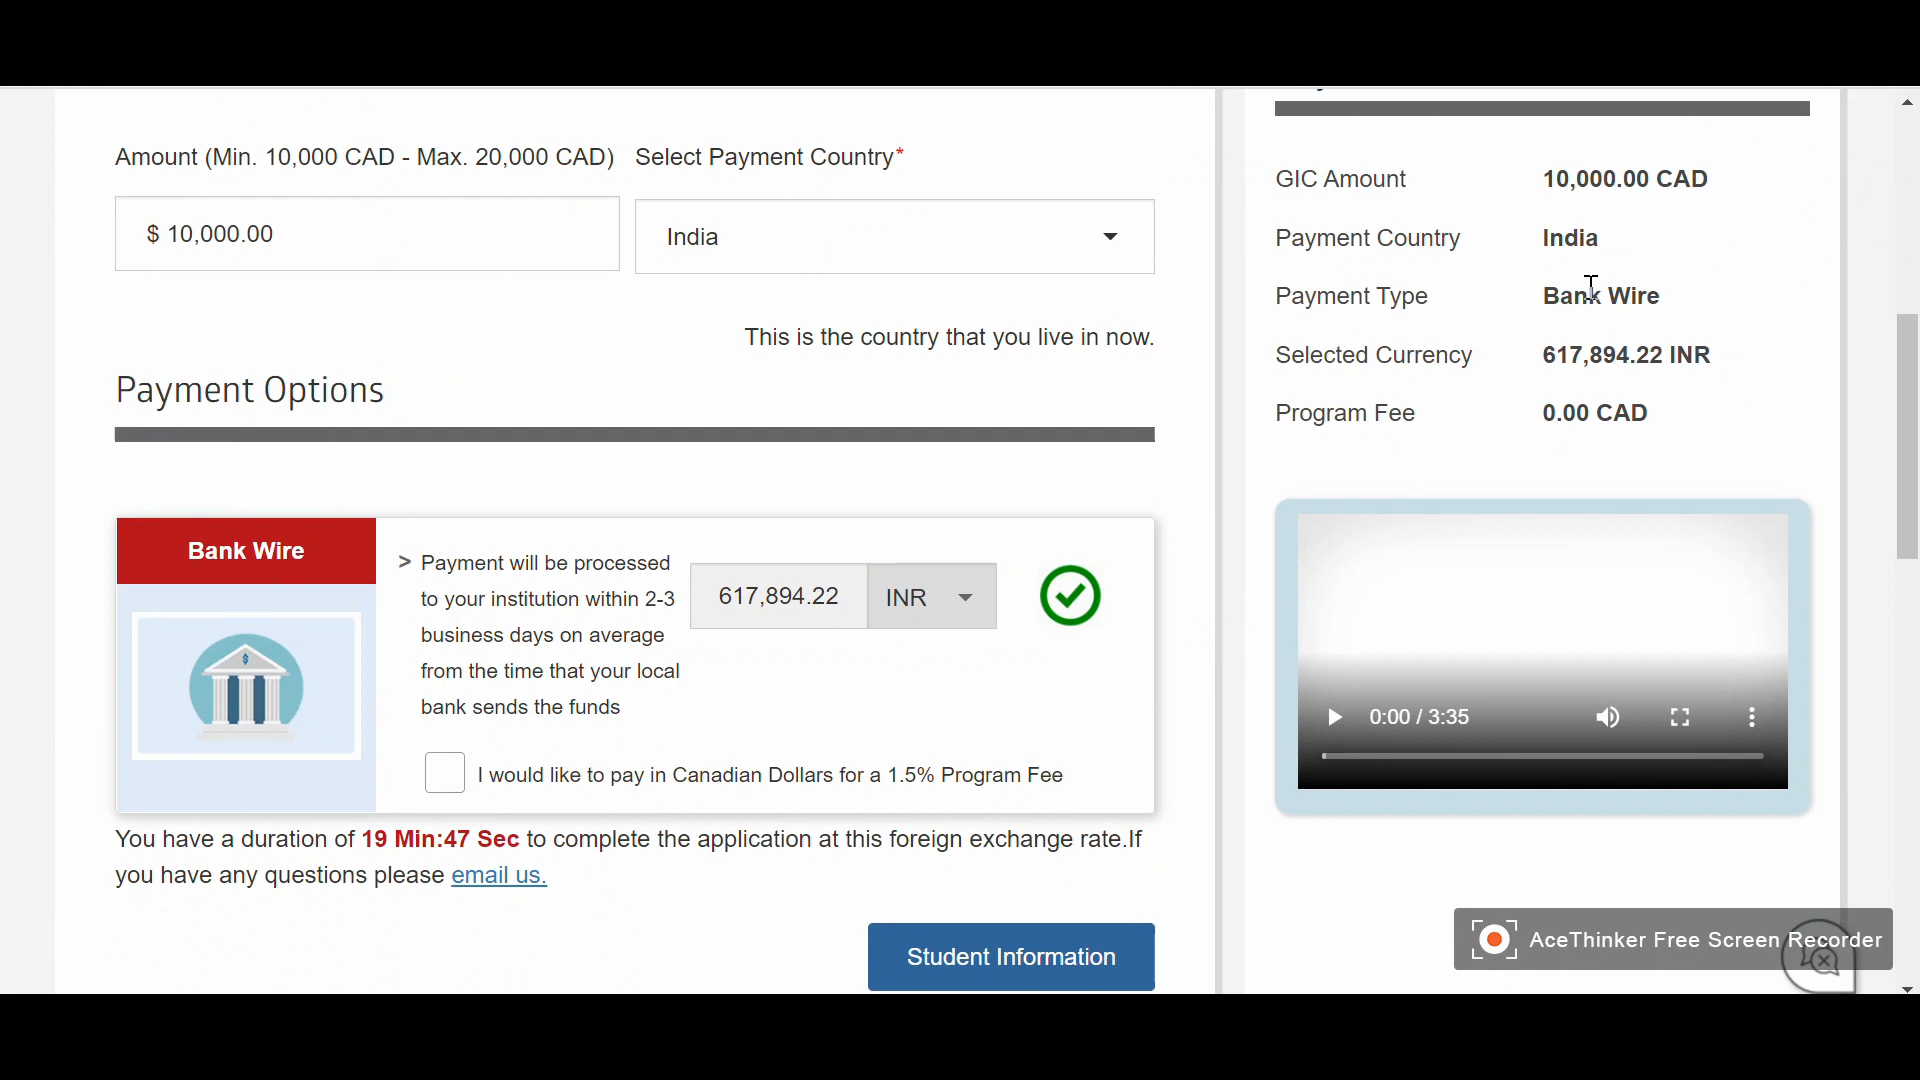 Amount (Min. 10,000 CAD - Max. 20,000 CAD)
Select Payment Country*
$ 10,000.00
India
This is the country that you live in now.
Payment Options
Bank Wire
> Payment will be processed
to your institution within 2-3
business days on average
from the time that your local
bank sends the funds
617,894.22
INR
I would like to pay in Canadian Dollars for a 1.5% Program Fee
You have a duration of 19 Min:47 Sec to complete the application at this foreign exchange rate.If
you have any questions please email us.
Student Information
GIC Amount 10,000.00 CAD
Payment Country India
Payment Type Bank Wire
Selected Currency 617,894.22 INR
Program Fee 0.00 CAD
0:00 / 3:35
AceThinker Free Screen Recorder